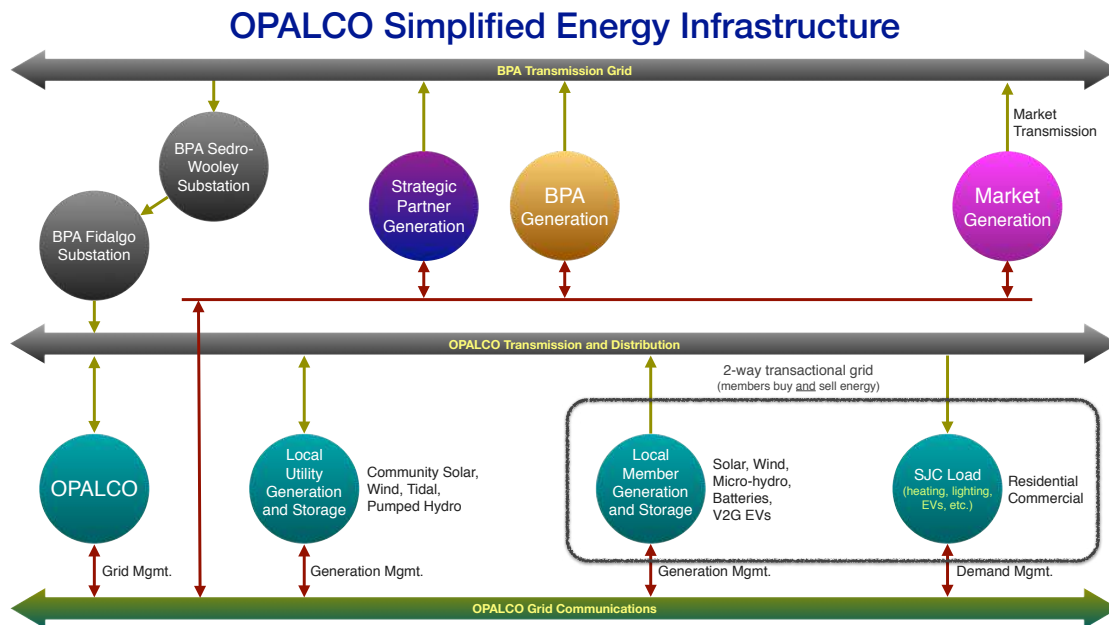 OPALCO Simplified Energy Infrastructure
BPA Transmission Grid
Market
Transmission
BPA Sedro-
Wooley
Substation
Strategic
Partner
Generation
BPA
Generation
Market
Generation
BPA Fidalgo
Substation
OPALCO Transmission and Distribution
2-way transactional grid
(members buy and sell energy)
OPALCO
Local
Utility
Generation
and Storage
Community Solar,
Wind, Tidal,
Pumped Hydro
Local
Member
Generation
and Storage
Solar, Wind,
Micro-hydro,
Batteries,
V2G EVs
SJC Load
(heating, lighting,
EVs, etc.)
Residential
Commercial
Grid Mgmt.
Generation Mgmt.
Generation Mgmt.
Demand Mgmt.
OPALCO Grid Communications